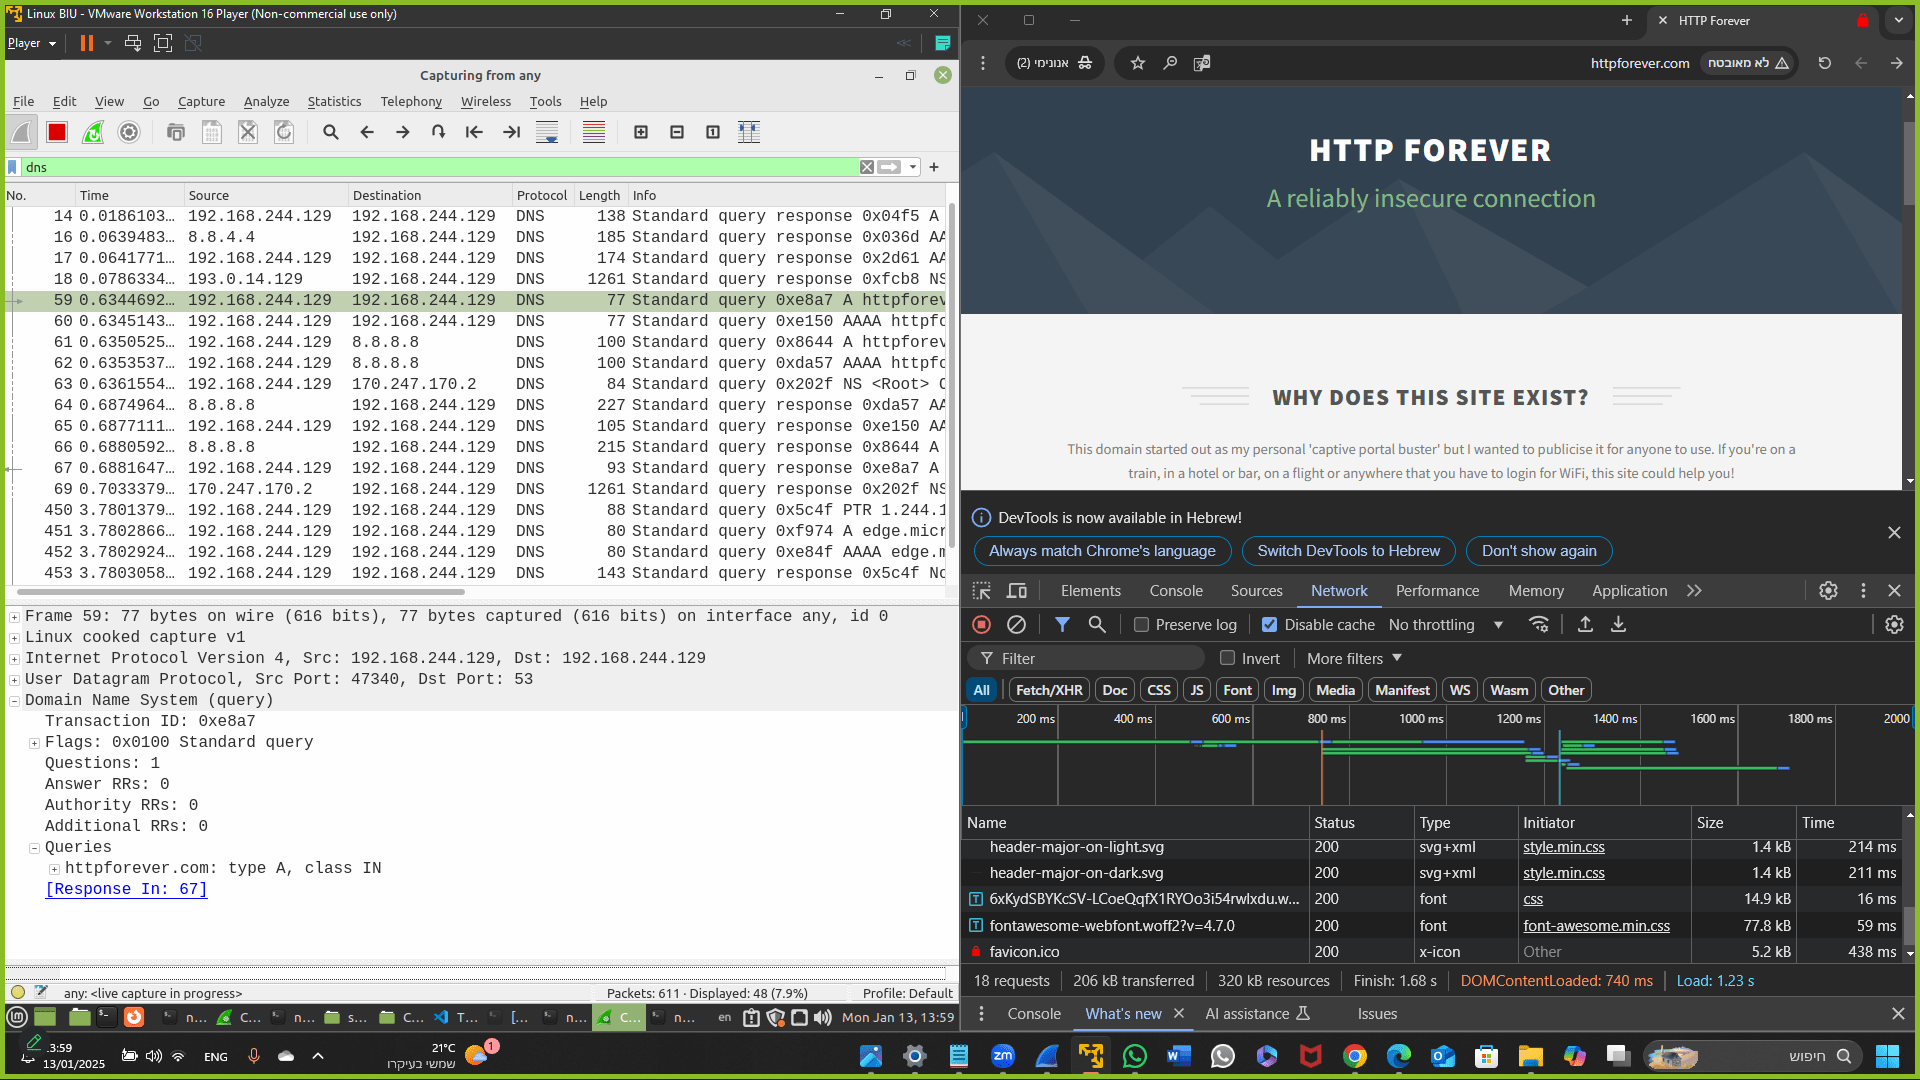 Linux BIU - VMware Workstation 16 Player (Non-commercial use only)
Player
Capturing from any
File Edit View Go Capture Analyze Statistics Telephony Wireless Tools Help
dns
No. Time Source Destination Protocol Length Info
14 0.0186103… 192.168.244.129 192.168.244.129 DNS 138 Standard query response 0x04f5 A
16 0.0639483… 8.8.4.4 192.168.244.129 DNS 185 Standard query response 0x036d AA
17 0.0641771… 192.168.244.129 192.168.244.129 DNS 174 Standard query response 0x2d61 AA
18 0.0786334… 193.0.14.129 192.168.244.129 DNS 1261 Standard query response 0xfcb8 NS
59 0.6344692… 192.168.244.129 192.168.244.129 DNS 77 Standard query 0xe8a7 A httpforev
60 0.6345143… 192.168.244.129 192.168.244.129 DNS 77 Standard query 0xe150 AAAA httpfo
61 0.6350525… 192.168.244.129 8.8.8.8 DNS 100 Standard query 0x8644 A httpforev
62 0.6353537… 192.168.244.129 8.8.8.8 DNS 100 Standard query 0xda57 AAAA httpfo
63 0.6361554… 192.168.244.129 170.247.170.2 DNS 84 Standard query 0x202f NS <Root> O
64 0.6874964… 8.8.8.8 192.168.244.129 DNS 227 Standard query response 0xda57 AA
65 0.6877111… 192.168.244.129 192.168.244.129 DNS 105 Standard query response 0xe150 AA
66 0.6880592… 8.8.8.8 192.168.244.129 DNS 215 Standard query response 0x8644 A
67 0.6881647… 192.168.244.129 192.168.244.129 DNS 93 Standard query response 0xe8a7 A
69 0.7033379… 170.247.170.2 192.168.244.129 DNS 1261 Standard query response 0x202f NS
450 3.7801379… 192.168.244.129 192.168.244.129 DNS 88 Standard query 0x5c4f PTR 1.244.1
451 3.7802866… 192.168.244.129 192.168.244.129 DNS 80 Standard query 0xf974 A edge.micr
452 3.7802924… 192.168.244.129 192.168.244.129 DNS 80 Standard query 0xe84f AAAA edge.m
453 3.7803058… 192.168.244.129 192.168.244.129 DNS 143 Standard query response 0x5c4f No
Frame 59: 77 bytes on wire (616 bits), 77 bytes captured (616 bits) on interface any, id 0
Linux cooked capture v1
Internet Protocol Version 4, Src: 192.168.244.129, Dst: 192.168.244.129
User Datagram Protocol, Src Port: 47340, Dst Port: 53
Domain Name System (query)
Transaction ID: 0xe8a7
Flags: 0x0100 Standard query
Questions: 1
Answer RRs: 0
Authority RRs: 0
Additional RRs: 0
Queries
httpforever.com: type A, class IN
[Response In: 67]
any: <live capture in progress> Packets: 611 · Displayed: 48 (7.9%) Profile: Default
n... C... n... s... C... T... [... n... C... n... en Mon Jan 13, 13:59
HTTP Forever
אנונימי (2)
httpforever.com לא מאובטח
HTTP FOREVER
A reliably insecure connection
WHY DOES THIS SITE EXIST?
This domain started out as my personal 'captive portal buster' but I wanted to publicise it for anyone to use. If you're on a
train, in a hotel or bar, on a flight or anywhere that you have to login for WiFi, this site could help you!
DevTools is now available in Hebrew!
Always match Chrome's language Switch DevTools to Hebrew Don't show again
Elements Console Sources Network Performance Memory Application
Preserve log Disable cache No throttling
Filter Invert More filters
All Fetch/XHR Doc CSS JS Font Img Media Manifest WS Wasm Other
200 ms 400 ms 600 ms 800 ms 1000 ms 1200 ms 1400 ms 1600 ms 1800 ms 2000
Name Status Type Initiator Size Time
header-major-on-light.svg 200 svg+xml style.min.css 1.4 kB 214 ms
header-major-on-dark.svg 200 svg+xml style.min.css 1.4 kB 211 ms
6xKydSBYKcSV-LCoeQqfX1RYOo3i54rwlxdu.w... 200 font css 14.9 kB 16 ms
fontawesome-webfont.woff2?v=4.7.0 200 font font-awesome.min.css 77.8 kB 59 ms
favicon.ico 200 x-icon Other 5.2 kB 438 ms
18 requests 206 kB transferred 320 kB resources Finish: 1.68 s DOMContentLoaded: 740 ms Load: 1.23 s
Console What's new AI assistance Issues
13:59
13/01/2025
ENG
21°C
שמשי בעיקרו
1
zm
חיפוש